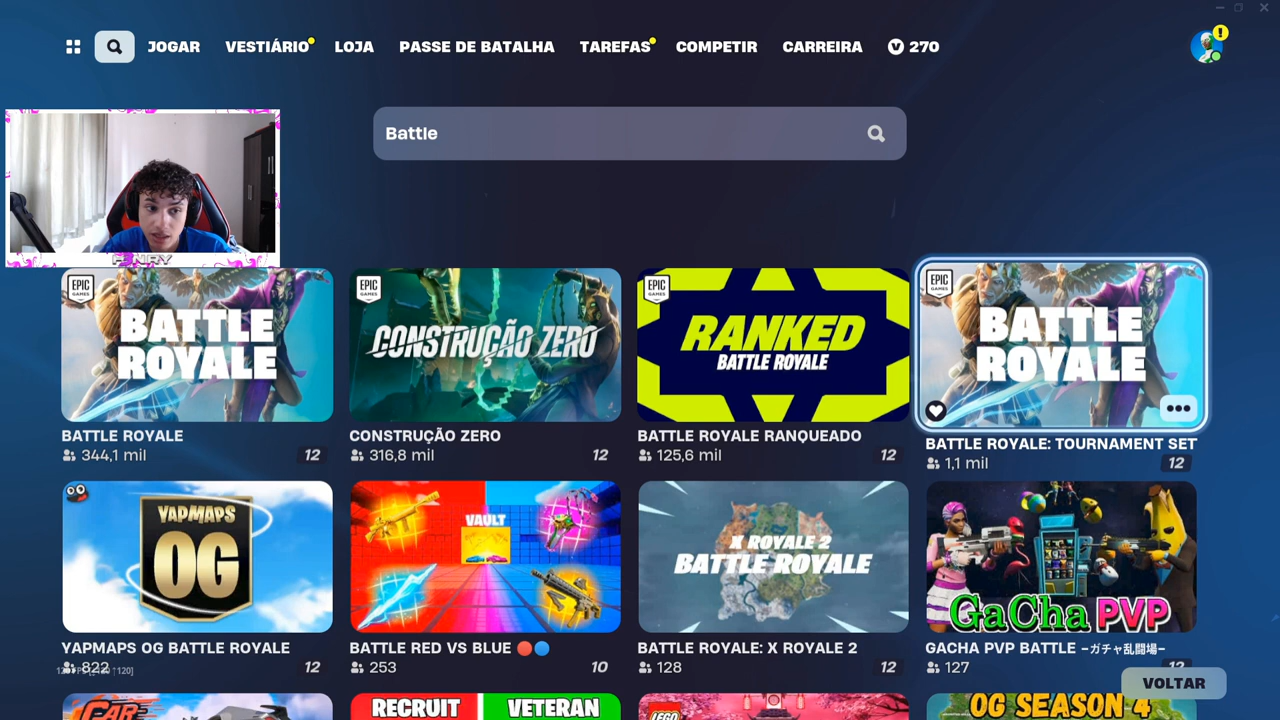 JOGAR VESTIÁRIO LOJA PASSE DE BATALHA TAREFAS COMPETIR CARREIRA V 270
!
Battle
EPIC GAMES
BATTLE
ROYALE
BATTLE ROYALE
344,1 mil 12
EPIC GAMES
CONSTRUÇÃO ZERO
CONSTRUÇÃO ZERO
316,8 mil 12
EPIC GAMES
RANKED
BATTLE ROYALE
BATTLE ROYALE RANQUEADO
125,6 mil 12
EPIC GAMES
BATTLE
ROYALE
BATTLE ROYALE: TOURNAMENT SET
1,1 mil 12
YAPMAPS
OG
YAPMAPS OG BATTLE ROYALE
822 12
VAULT
BATTLE RED VS BLUE 🔴🔵
253 10
X ROYALE 2
BATTLE ROYALE
BATTLE ROYALE: X ROYALE 2
128 12
GaCha PVP
GACHA PVP BATTLE -ガチャ乱闘場-
127 12
VOLTAR
CAR
RECRUIT VETERAN
LEGO
OG SEASON 4